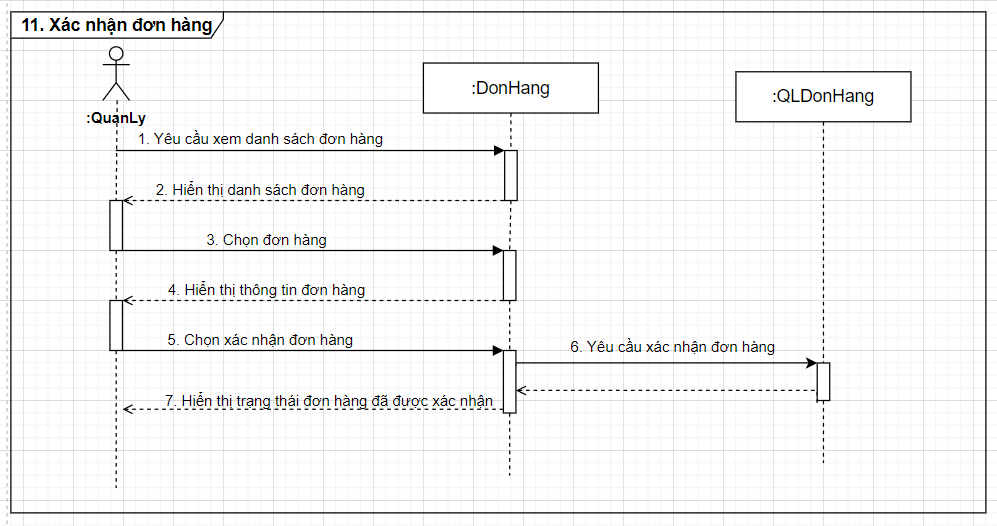 11. Xác nhận đơn hàng
:QuanLy
:DonHang
:QLDonHang
1. Yêu cầu xem danh sách đơn hàng
2. Hiển thị danh sách đơn hàng
3. Chọn đơn hàng
4. Hiển thị thông tin đơn hàng
5. Chọn xác nhận đơn hàng
6. Yêu cầu xác nhận đơn hàng
7. Hiển thị trạng thái đơn hàng đã được xác nhận